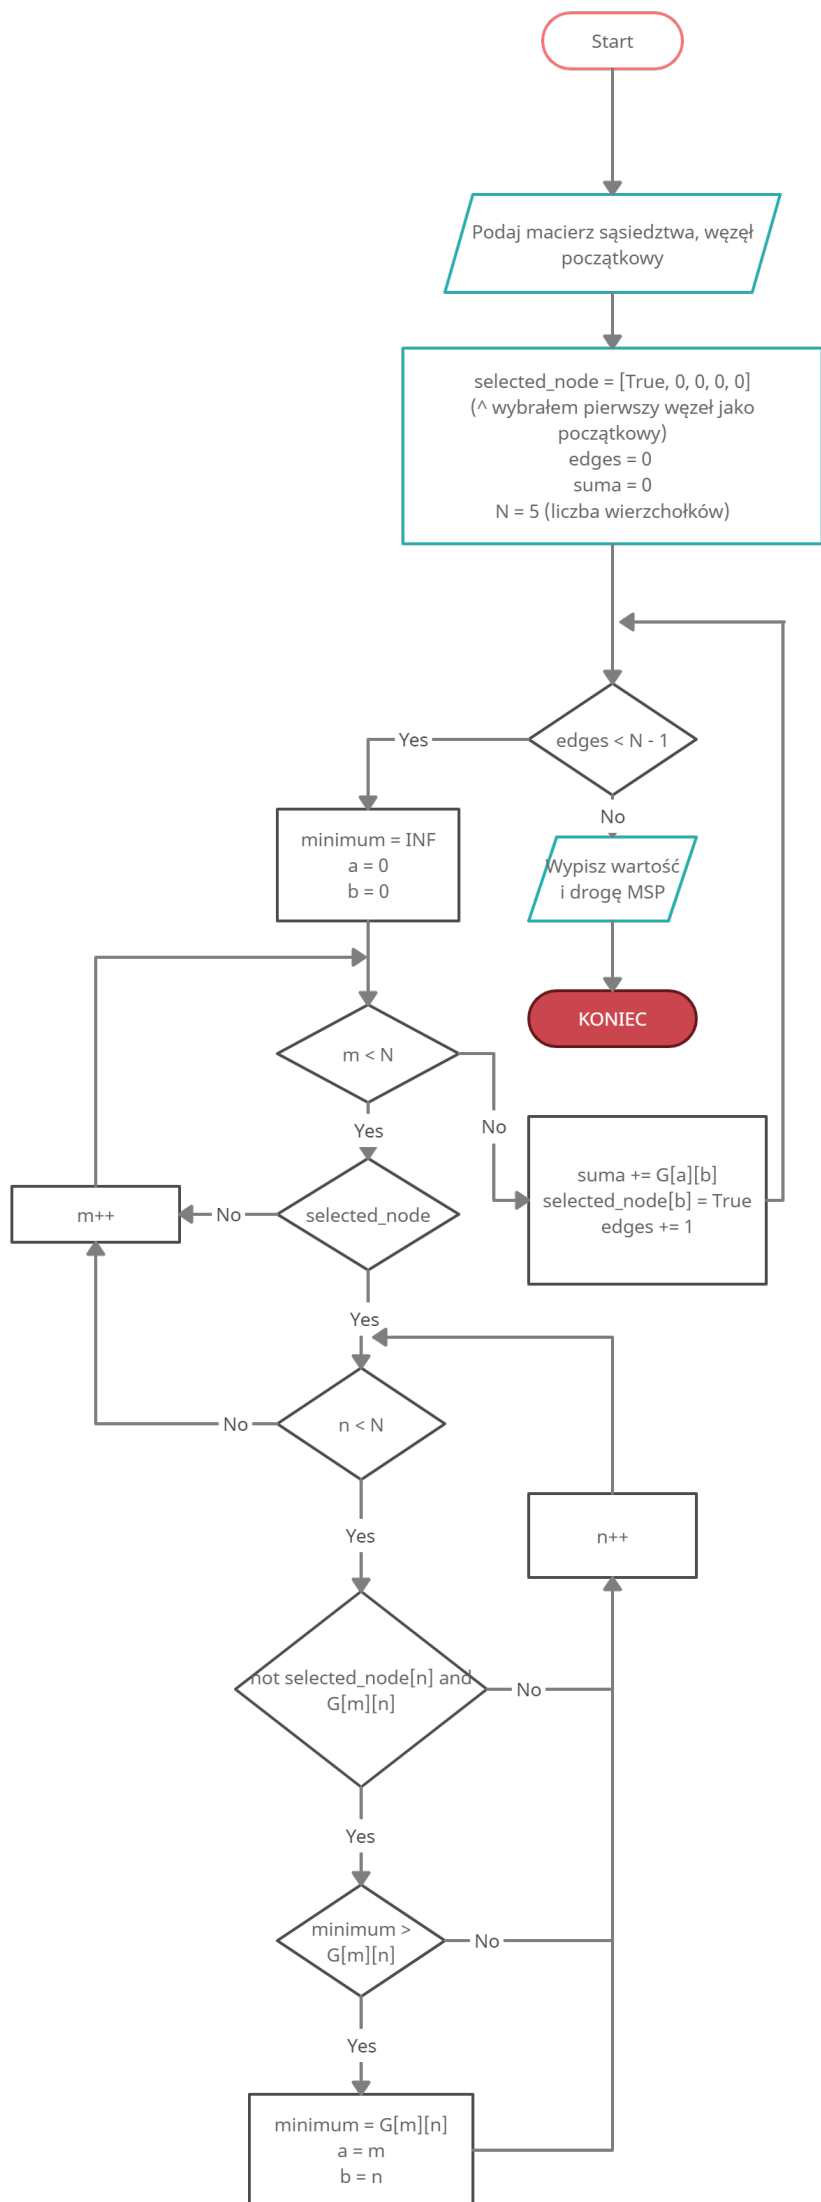 Start
Podaj macierz sąsiedztwa, węzęł
początkowy
selected_node = [True, 0, 0, 0, 0]
(^ wybrałem pierwszy węzeł jako
początkowy)
edges = 0
suma = 0
N = 5 (liczba wierzchołków)
edges < N - 1
Yes
No
minimum = INF
a = 0
b = 0
Wypisz wartość
i drogę MSP
KONIEC
m < N
No
Yes
suma += G[a][b]
selected_node[b] = True
edges += 1
m++
No
selected_node
Yes
n < N
No
Yes
n++
not selected_node[n] and
G[m][n]
No
Yes
minimum >
G[m][n]
No
Yes
minimum = G[m][n]
a = m
b = n